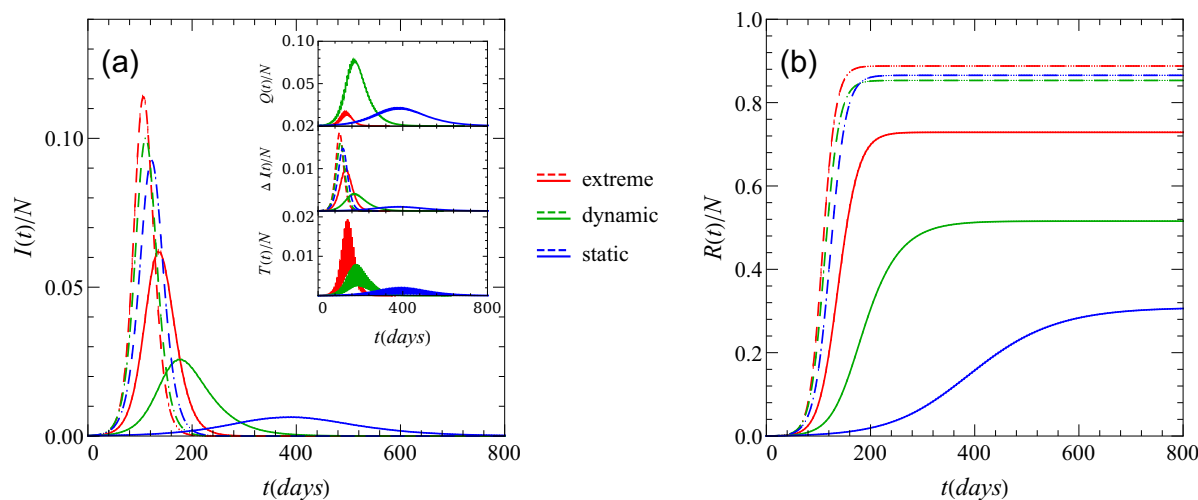 (a)
I(t)/N
0.10
0.05
0.00
0 200 400 600 800
t(days)
Q(t)/N
0.10
0.05
0.02
Δ I(t)/N
0.01
0.02
T(t)/N
0.01
0 400 800
t(days)
extreme
dynamic
static
(b)
R(t)/N
1.0
0.8
0.6
0.4
0.2
0.0
0 200 400 600 800
t(days)